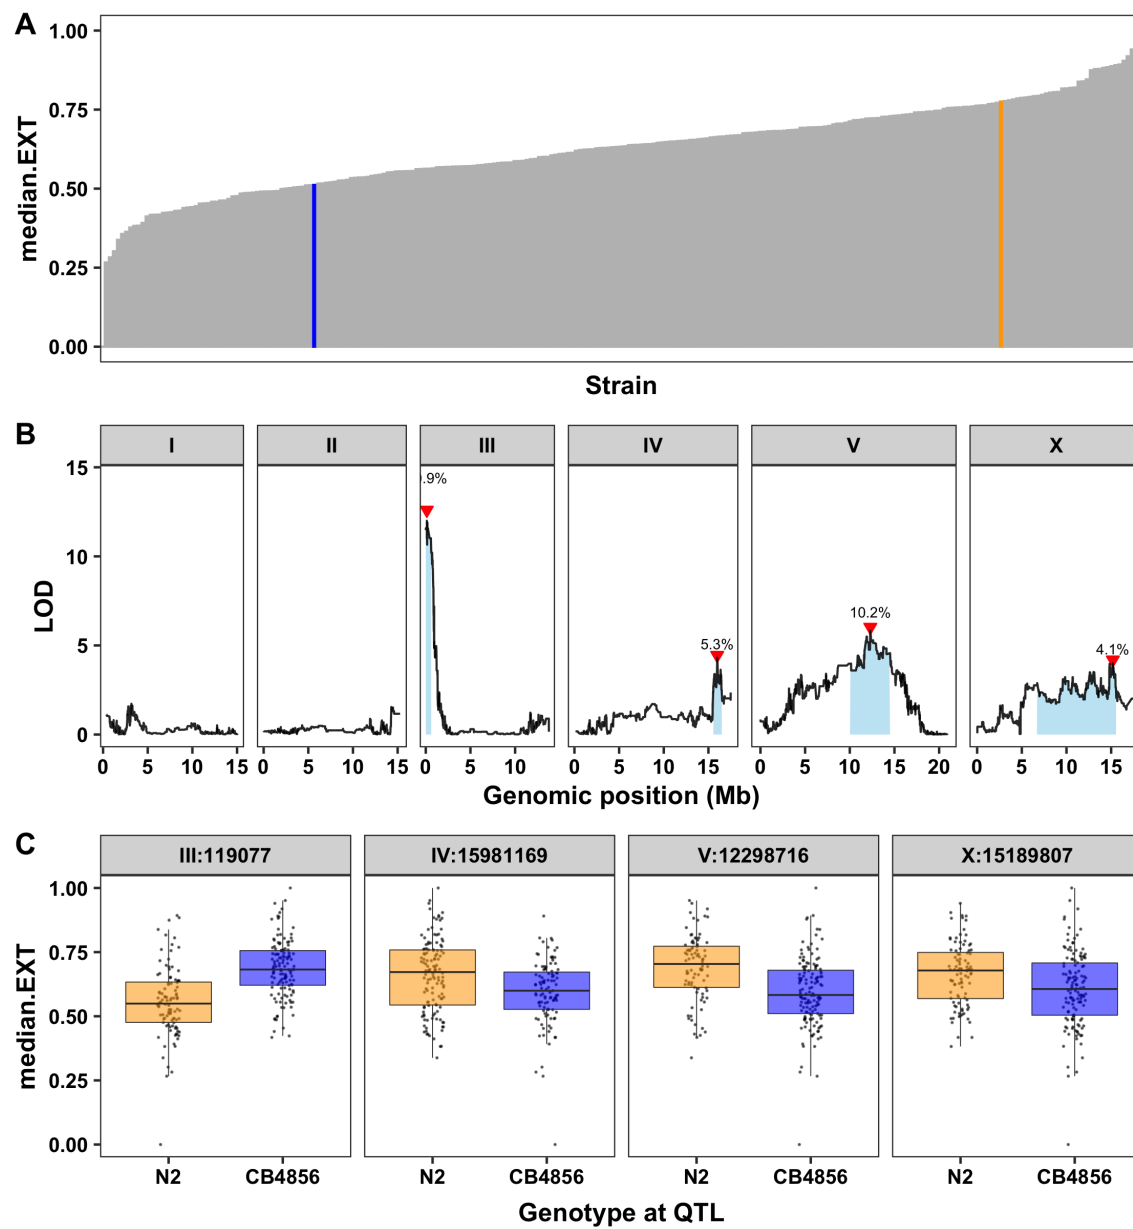 A
1.00
0.75
0.50
0.25
0.00
median.EXT
Strain
B
I II III IV V X
15
10
5
0
LOD
.9%
5.3%
10.2%
4.1%
0 5 10 15 0 5 10 15 0 5 10 0 5 10 15 0 5 10 15 20 0 5 10 15
Genomic position (Mb)
C
III:119077 IV:15981169 V:12298716 X:15189807
1.00
0.75
0.50
0.25
0.00
median.EXT
N2 CB4856 N2 CB4856 N2 CB4856 N2 CB4856
Genotype at QTL